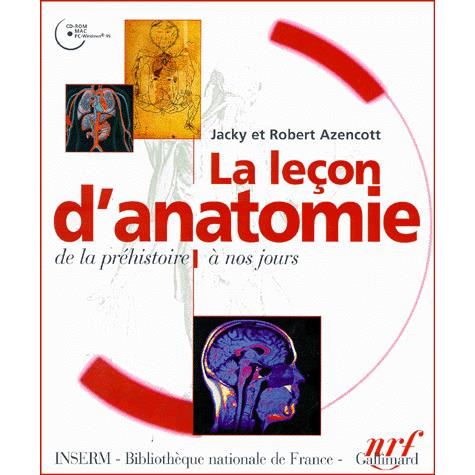 CD-ROM
MAC
PC-Windows® 95
Jacky et Robert Azencott
La leçon
d'anatomie
de la préhistoire à nos jours
nrf
INSERM - Bibliothèque nationale de France - Gallimard